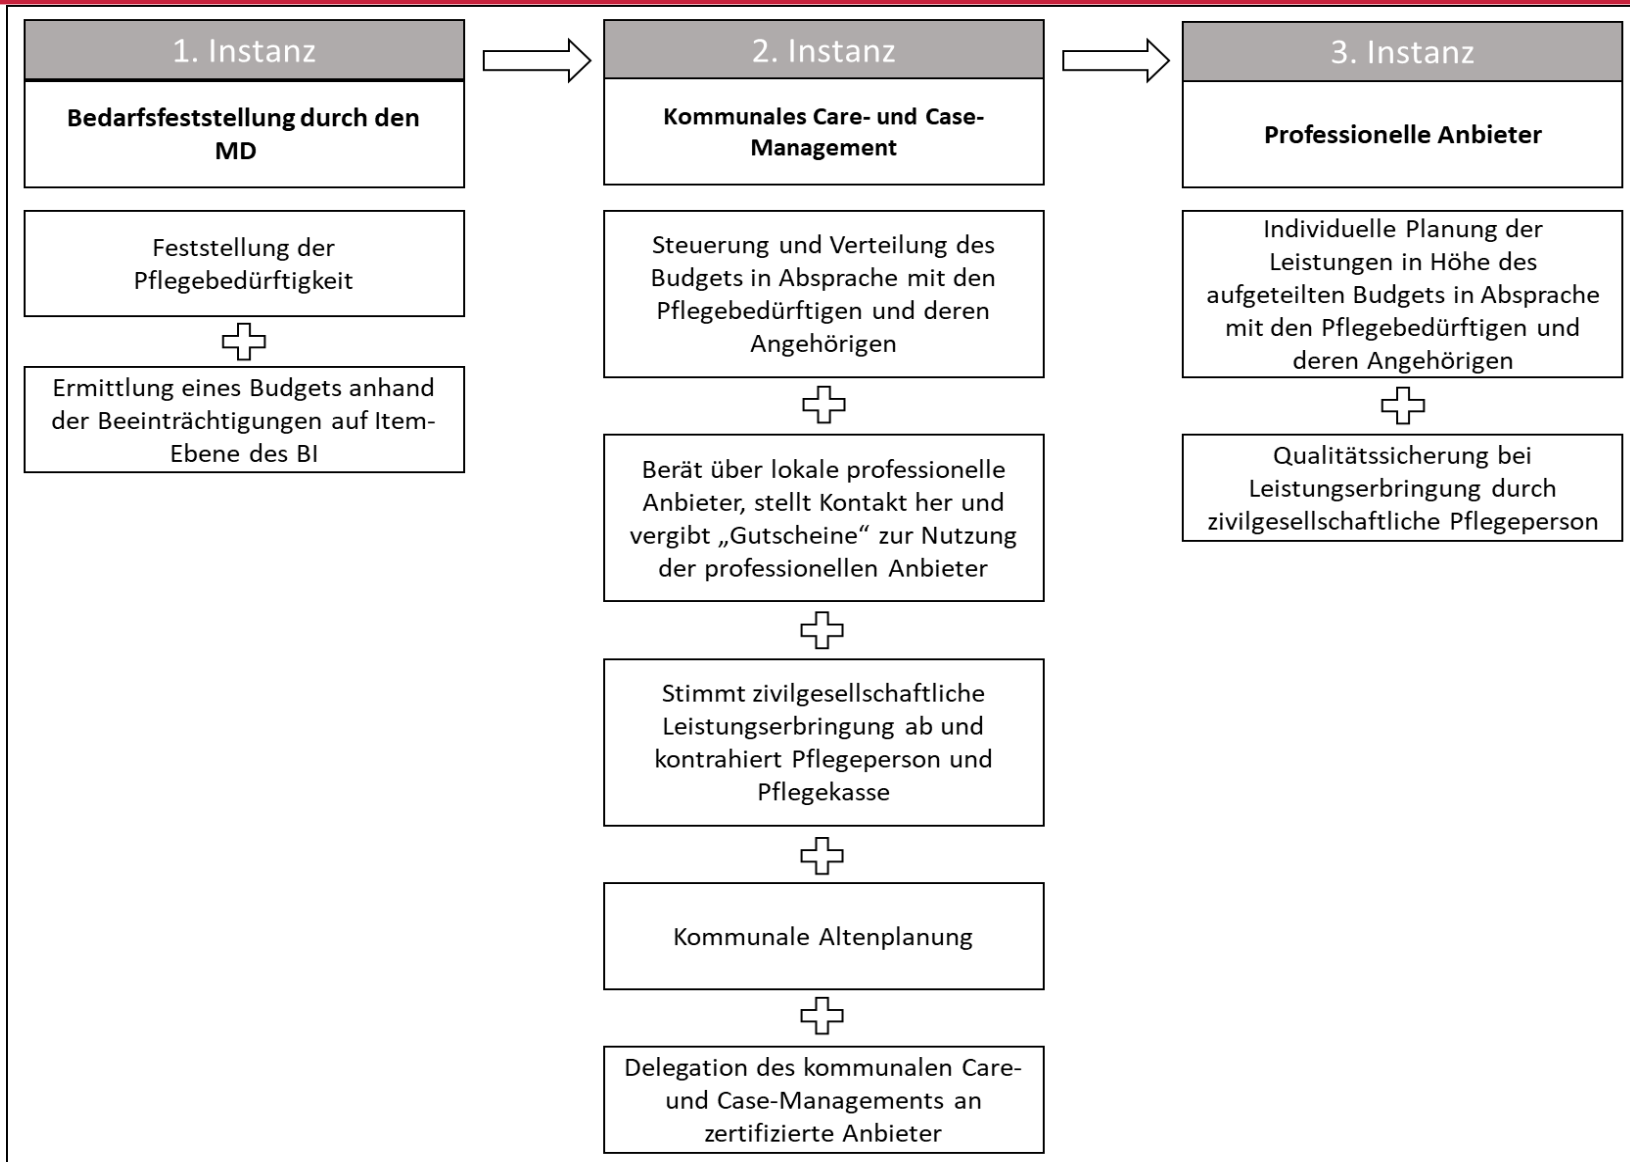 1. Instanz
Bedarfsfeststellung durch den
MD
Feststellung der
Pflegebedürftigkeit
Ermittlung eines Budgets anhand
der Beeinträchtigungen auf Item-
Ebene des BI
2. Instanz
Kommunales Care- und Case-
Management
Steuerung und Verteilung des
Budgets in Absprache mit den
Pflegebedürftigen und deren
Angehörigen
Berät über lokale professionelle
Anbieter, stellt Kontakt her und
vergibt „Gutscheine“ zur Nutzung
der professionellen Anbieter
Stimmt zivilgesellschaftliche
Leistungserbringung ab und
kontrahiert Pflegeperson und
Pflegekasse
Kommunale Altenplanung
Delegation des kommunalen Care-
und Case-Managements an
zertifizierte Anbieter
3. Instanz
Professionelle Anbieter
Individuelle Planung der
Leistungen in Höhe des
aufgeteilten Budgets in Absprache
mit den Pflegebedürftigen und
deren Angehörigen
Qualitätssicherung bei
Leistungserbringung durch
zivilgesellschaftliche Pflegeperson